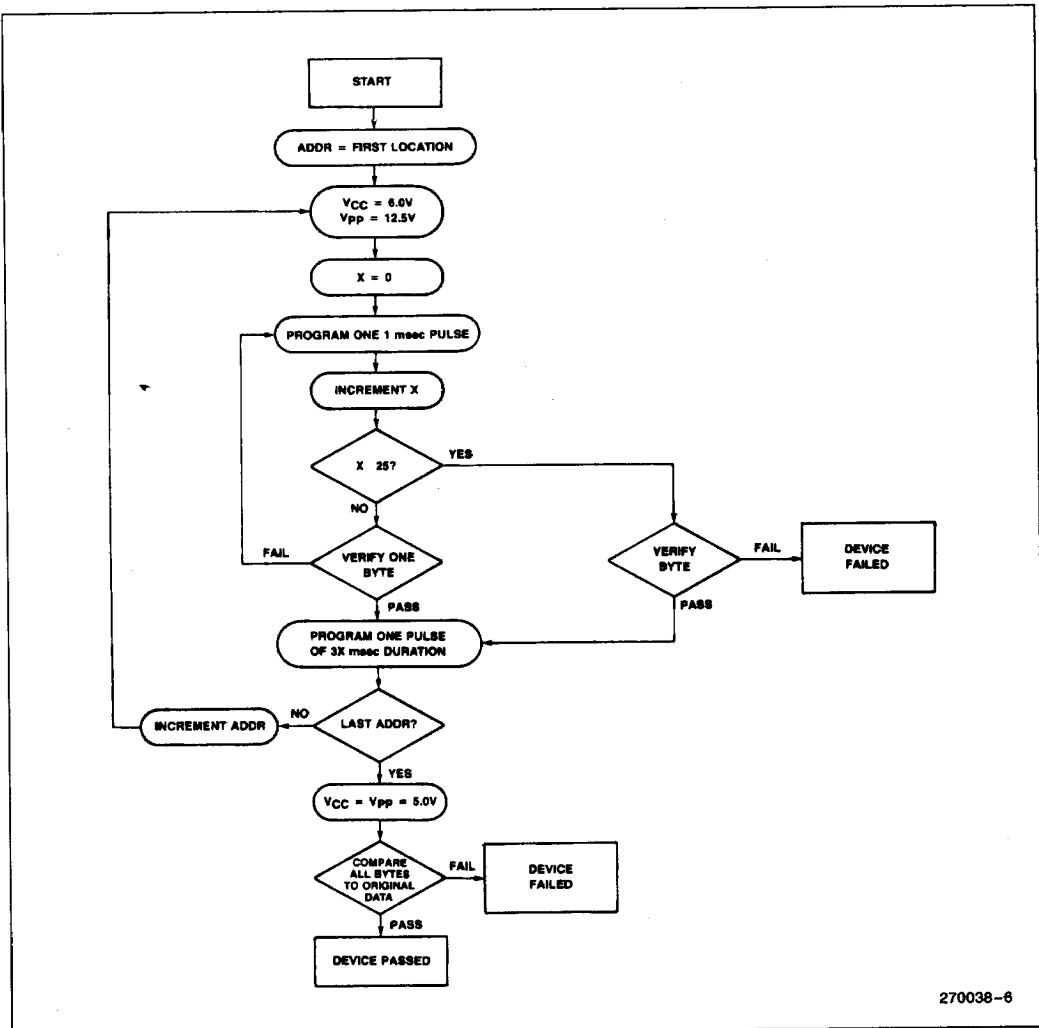 START
ADDR = FIRST LOCATION
VCC = 6.0V
VPP = 12.5V
X = 0
PROGRAM ONE 1 msec PULSE
INCREMENT X
X 25?
YES
NO
VERIFY ONE
BYTE
FAIL
PASS
VERIFY
BYTE
FAIL
PASS
DEVICE
FAILED
PROGRAM ONE PULSE
OF 3X msec DURATION
LAST ADDR?
NO
INCREMENT ADDR
YES
VCC = VPP = 5.0V
COMPARE
ALL BYTES
TO ORIGINAL
DATA
FAIL
DEVICE
FAILED
PASS
DEVICE PASSED
270038-6